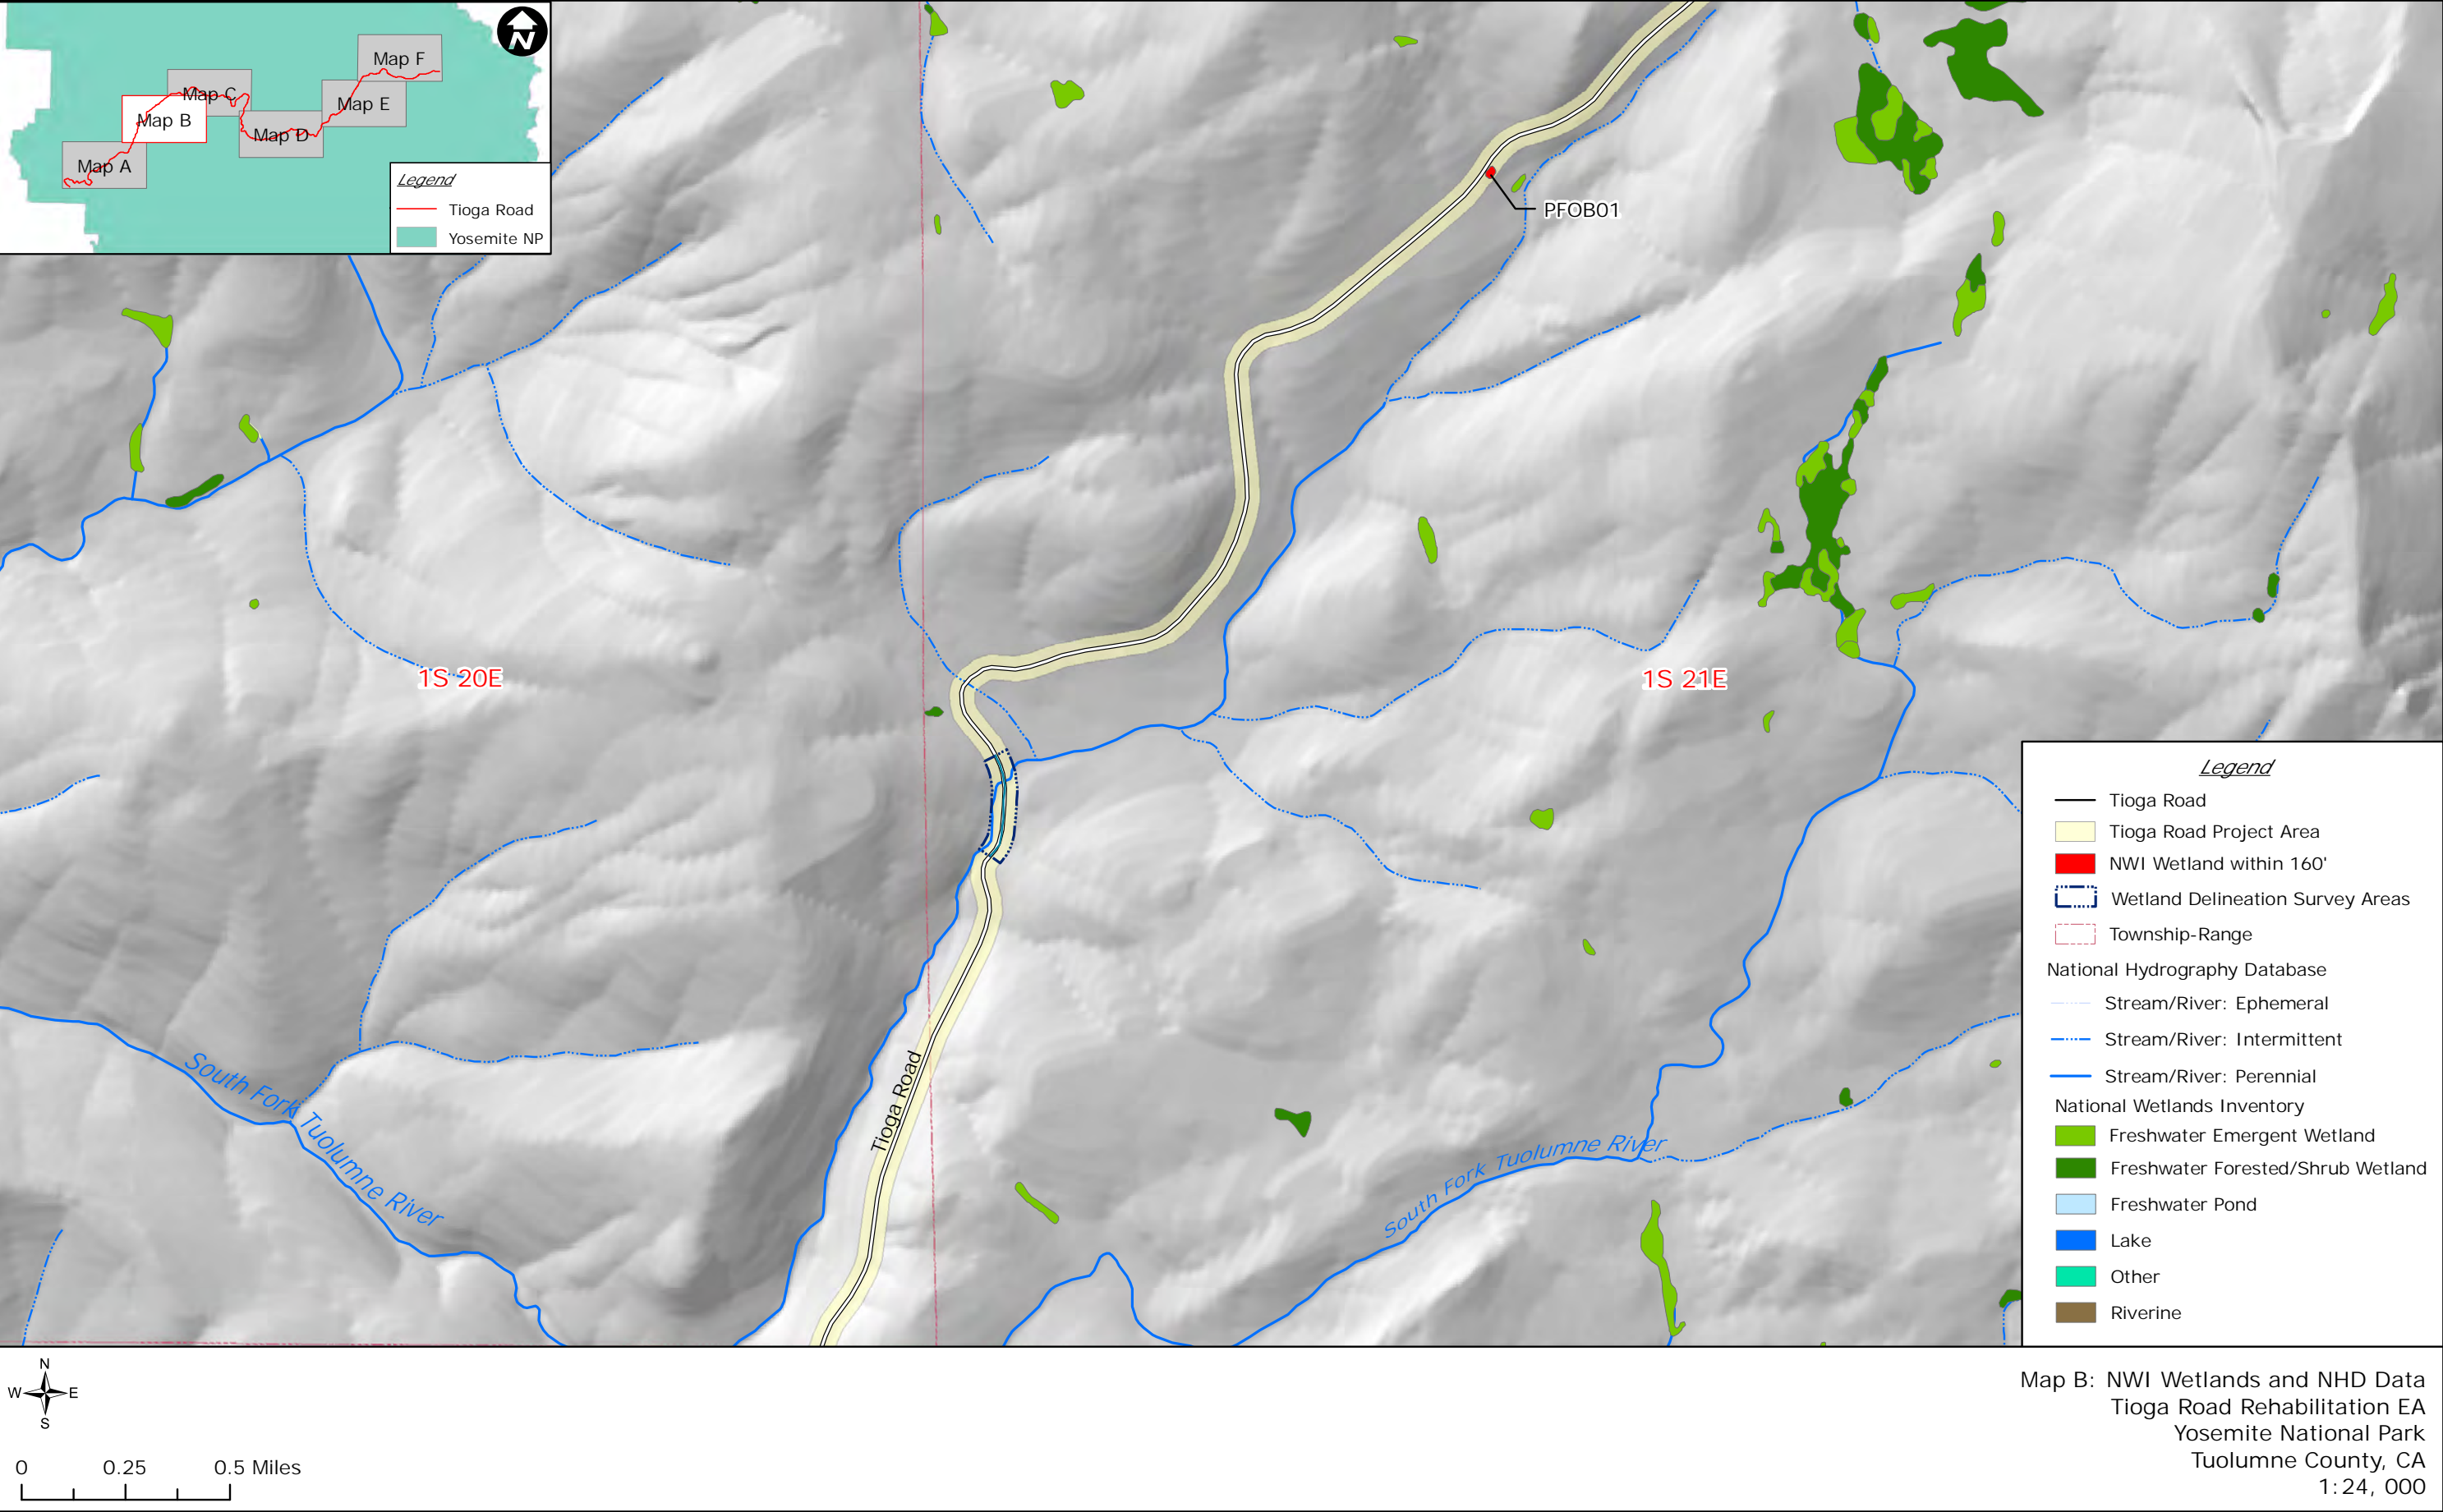 N
Map F
Map C
Map E
Map B
Map D
Map A
Legend
Tioga Road
Yosemite NP
PFOB01
1S 20E
1S 21E
Tioga Road
South Fork Tuolumne River
South Fork Tuolumne River
Legend
Tioga Road
Tioga Road Project Area
NWI Wetland within 160'
Wetland Delineation Survey Areas
Township-Range
National Hydrography Database
Stream/River: Ephemeral
Stream/River: Intermittent
Stream/River: Perennial
National Wetlands Inventory
Freshwater Emergent Wetland
Freshwater Forested/Shrub Wetland
Freshwater Pond
Lake
Other
Riverine
N
W E
S
0 0.25 0.5 Miles
Map B: NWI Wetlands and NHD Data
Tioga Road Rehabilitation EA
Yosemite National Park
Tuolumne County, CA
1:24, 000